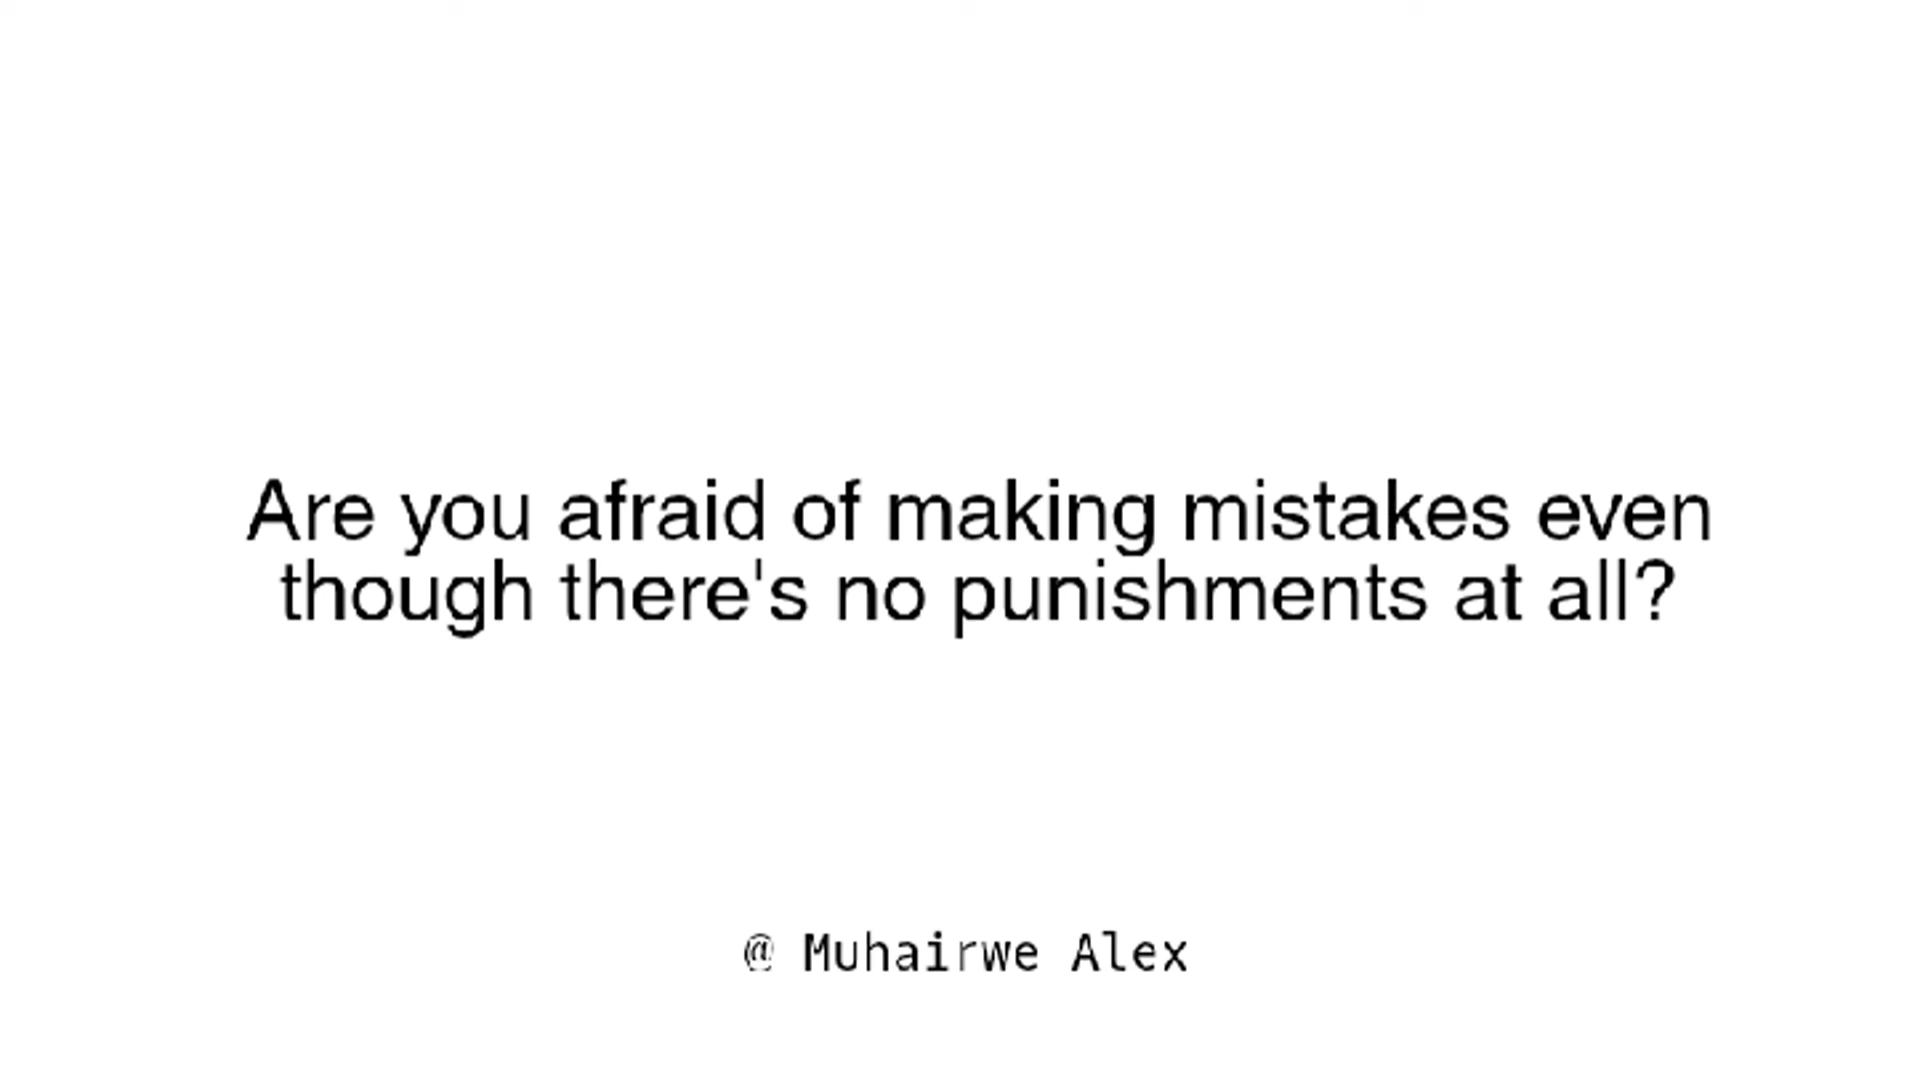 Are you afraid of making mistakes even
though there's no punishments at all?
@ Muhairwe Alex